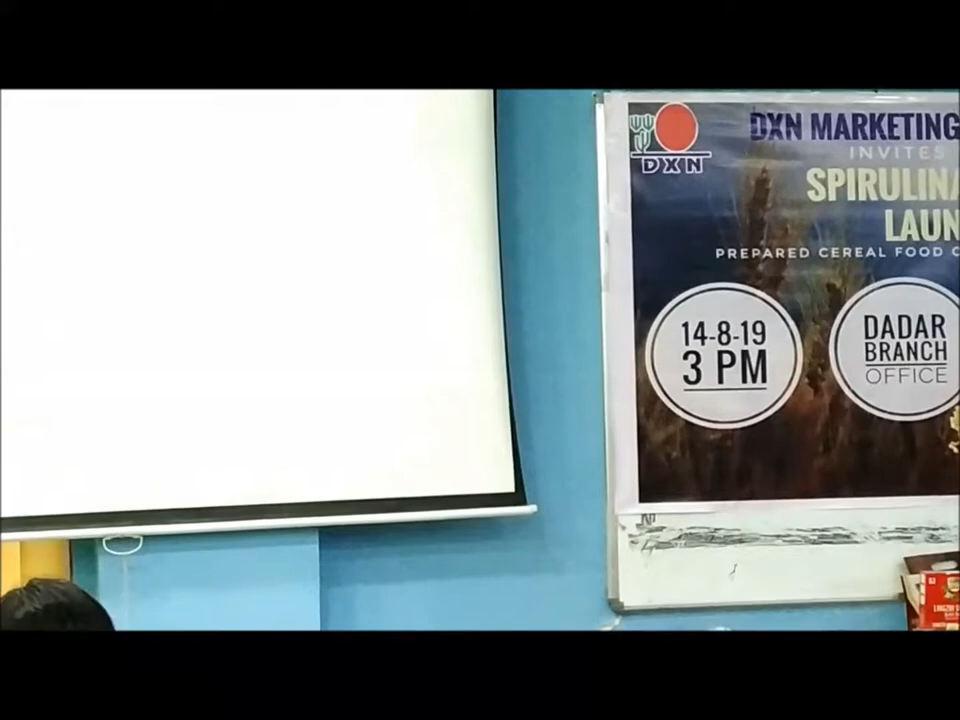 DXN
DXN MARKETING
INVITES
SPIRULINA
LAUN
PREPARED CEREAL FOOD C
14-8-19
3 PM
DADAR
BRANCH
OFFICE